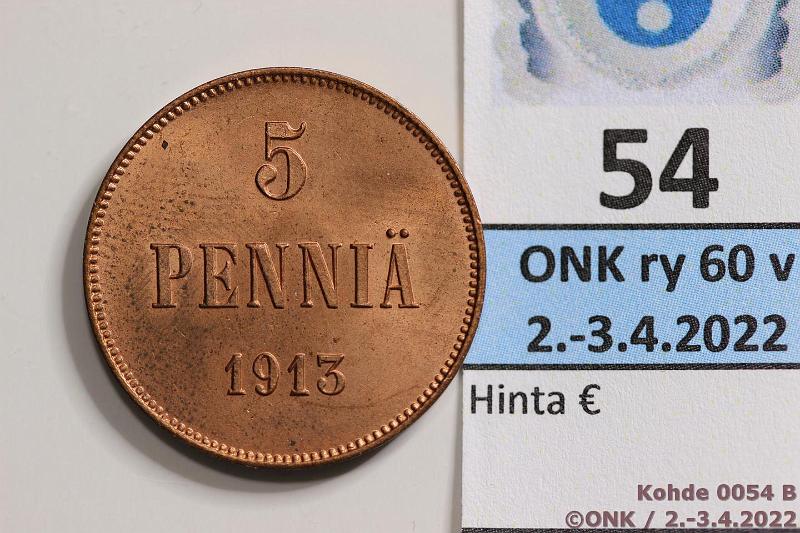 5
PENNIÄ
1913
54
ONK ry 60 v
2.-3.4.2022
Hinta €
Kohde 0054 B
©ONK / 2.-3.4.2022